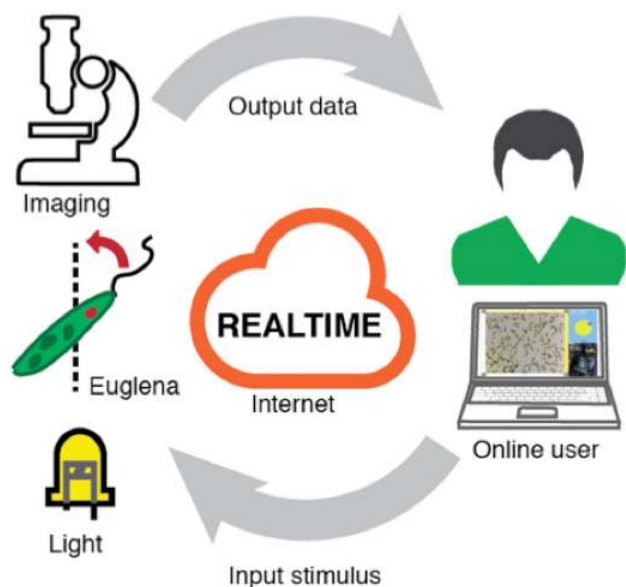 Output data
Imaging
REALTIME
Euglena
Internet
Online user
Light
Input stimulus